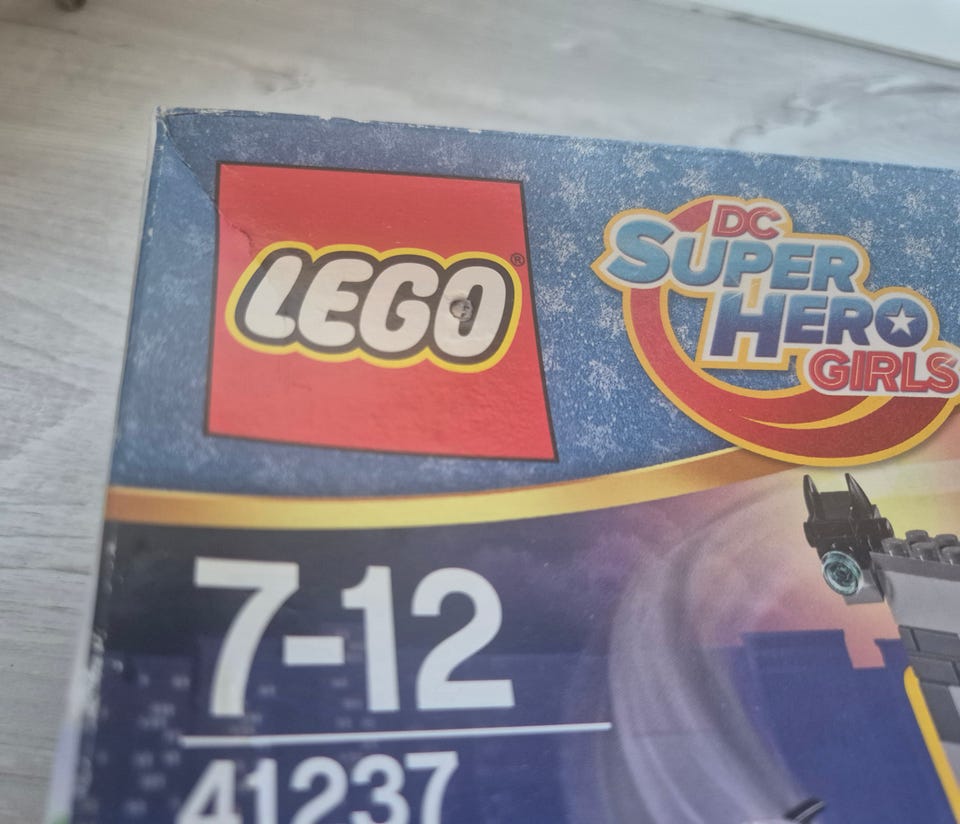 LEGO®
DC
SUPER
HERO
GIRLS
7-12
41237